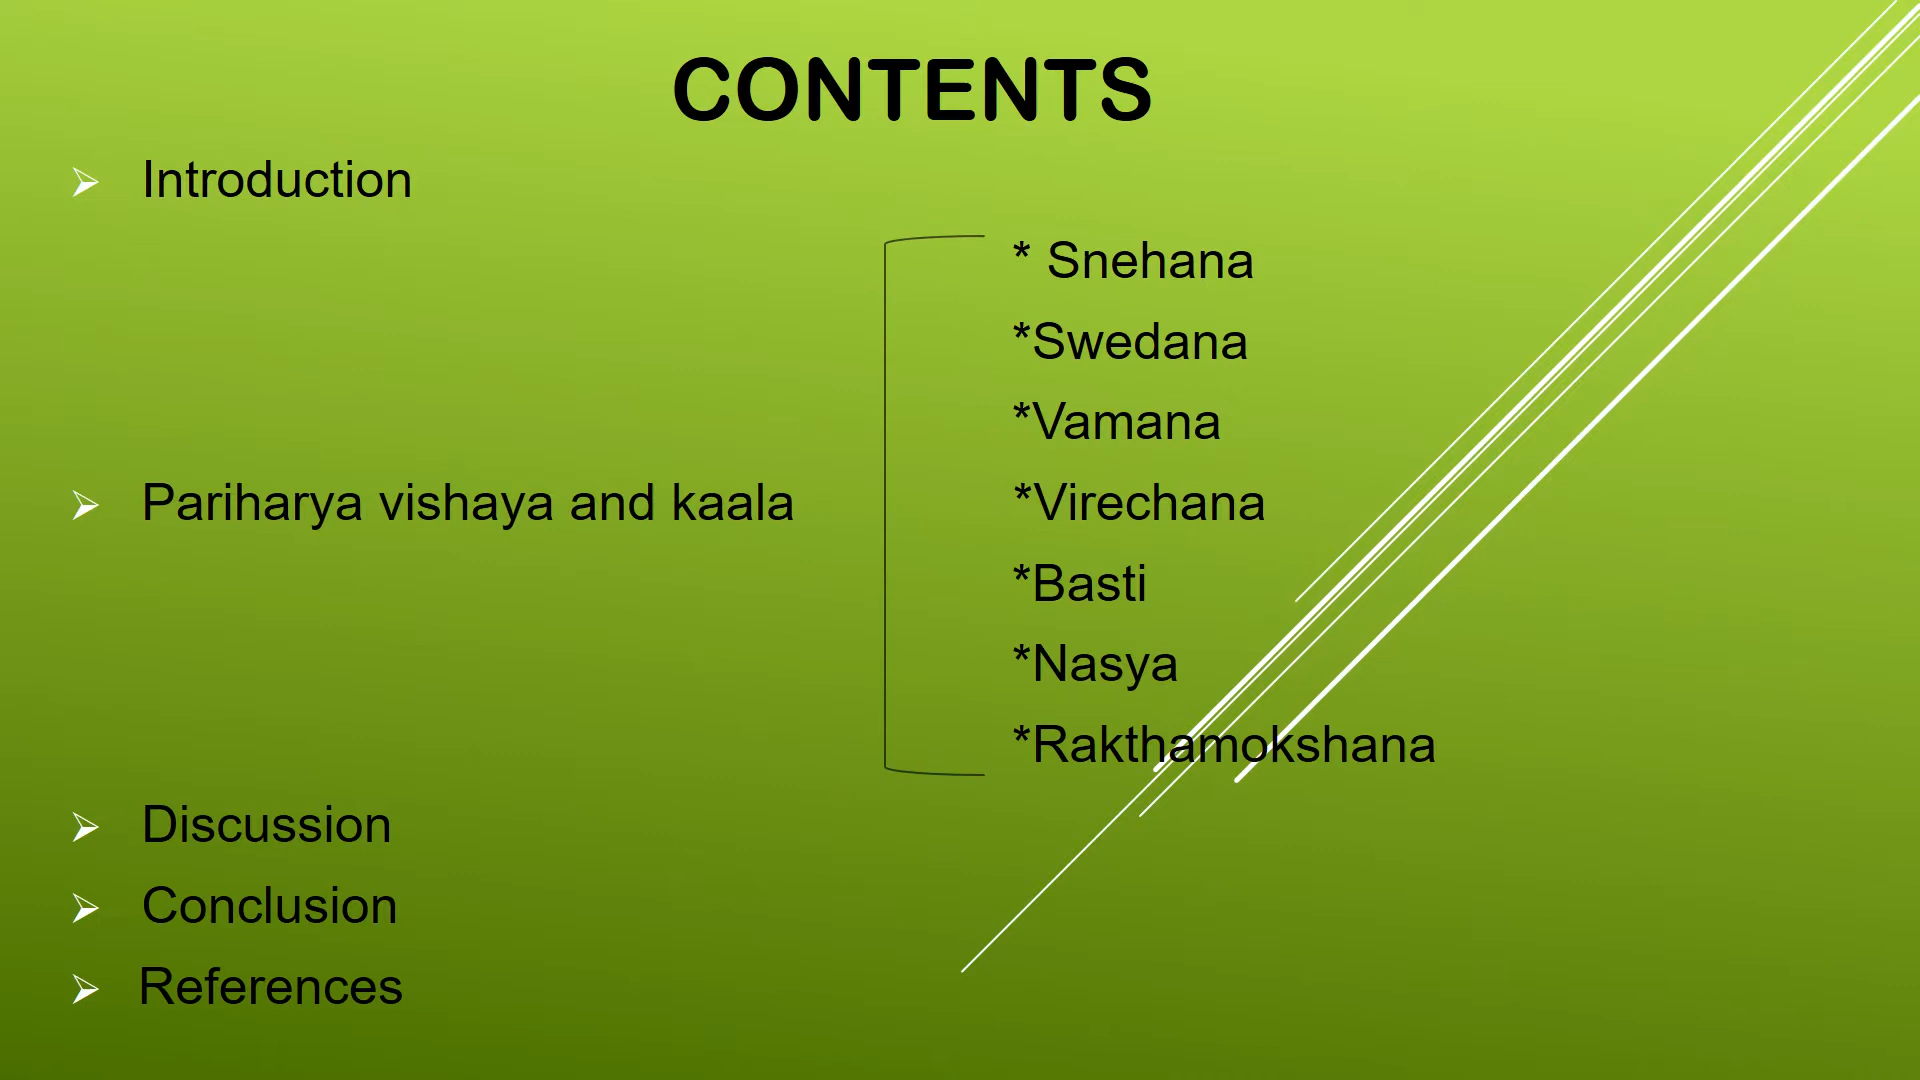 CONTENTS
Introduction
* Snehana
*Swedana
*Vamana
Pariharya vishaya and kaala *Virechana
*Basti
*Nasya
*Rakthamokshana
Discussion
Conclusion
References